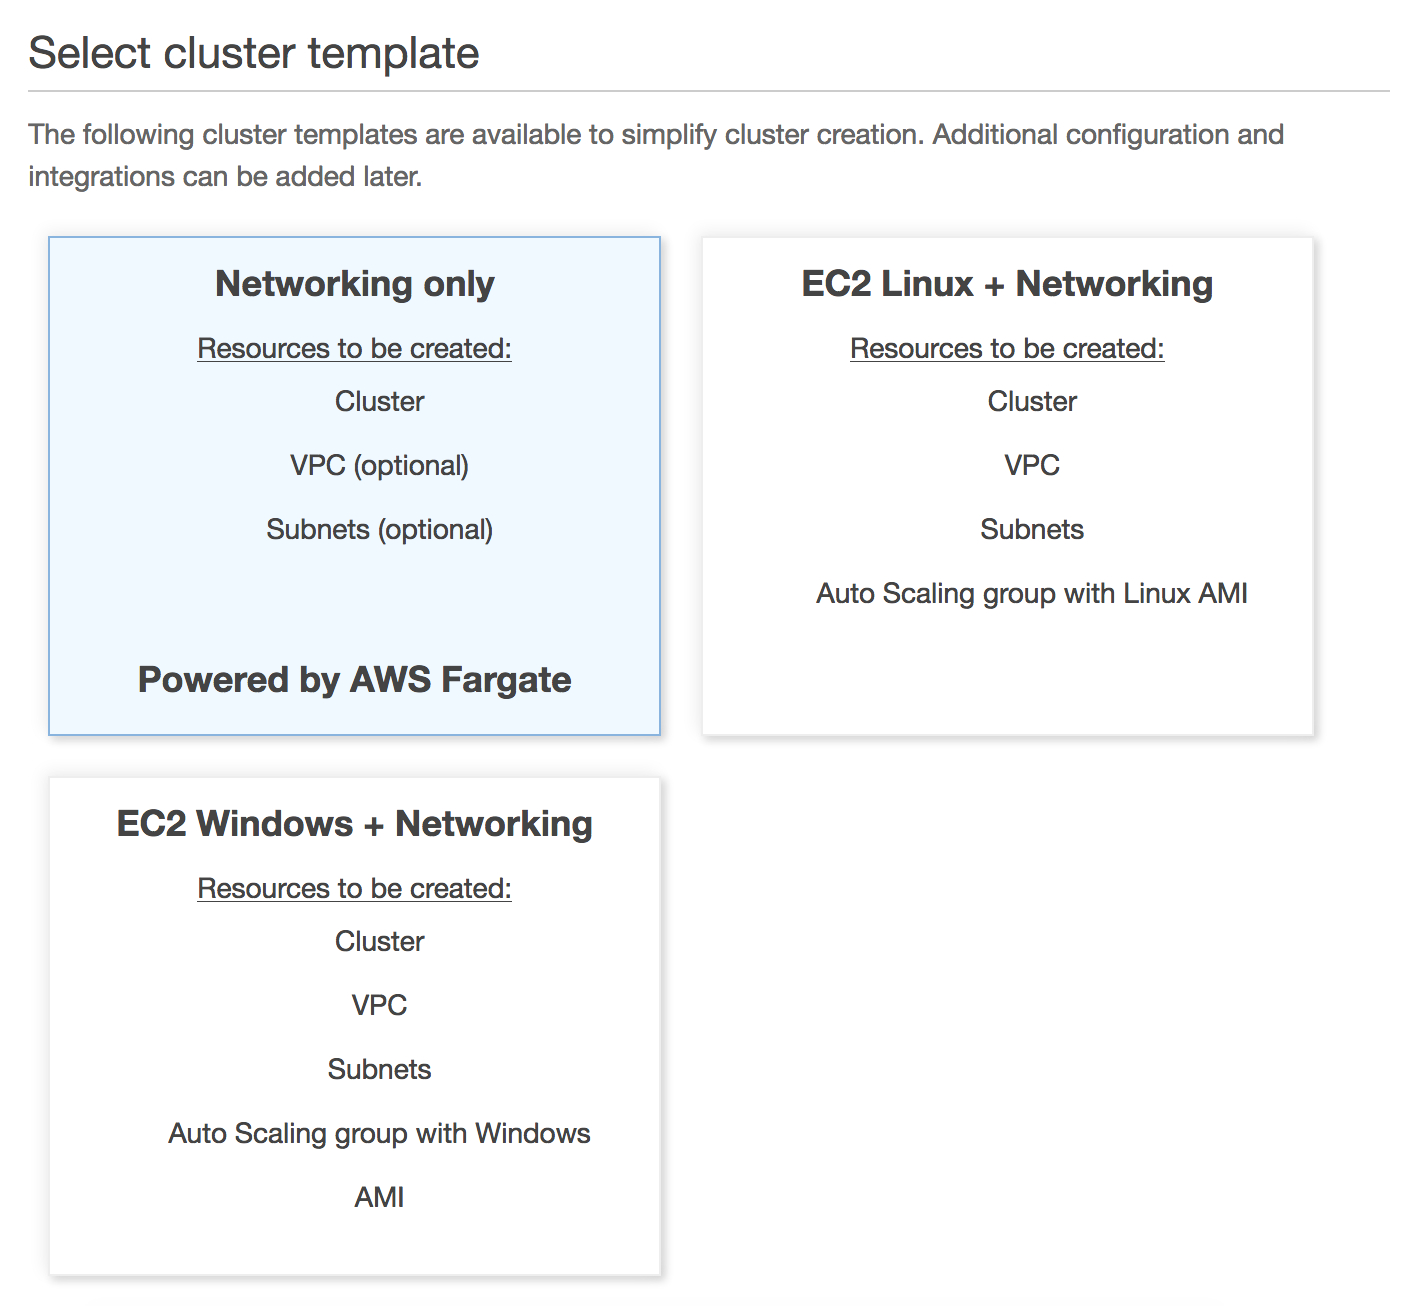 Select cluster template
The following cluster templates are available to simplify cluster creation. Additional configuration and
integrations can be added later.
Networking only
Resources to be created:
Cluster
VPC (optional)
Subnets (optional)
Powered by AWS Fargate
EC2 Linux + Networking
Resources to be created:
Cluster
VPC
Subnets
Auto Scaling group with Linux AMI
EC2 Windows + Networking
Resources to be created:
Cluster
VPC
Subnets
Auto Scaling group with Windows
AMI